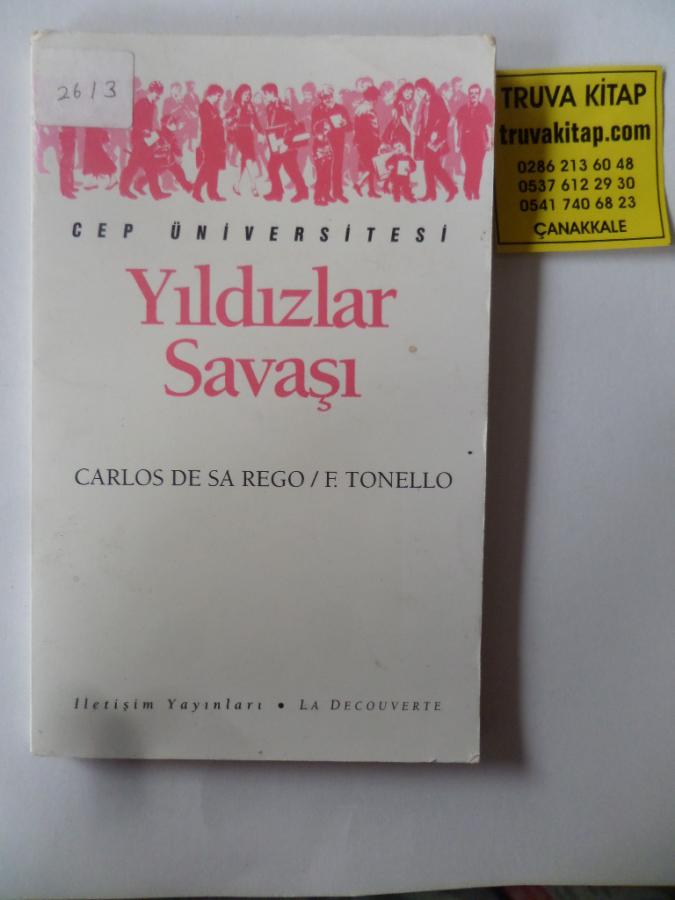 2613
CEP ÜNİVERSİTESİ
Yıldızlar
Savaşı
CARLOS DE SA REGO / F. TONELLO
İletişim Yayınları • LA DECOUVERTE
TRUVA KİTAP
truvakitap.com
0286 213 60 48
0537 612 29 30
0541 740 68 23
ÇANAKKALE